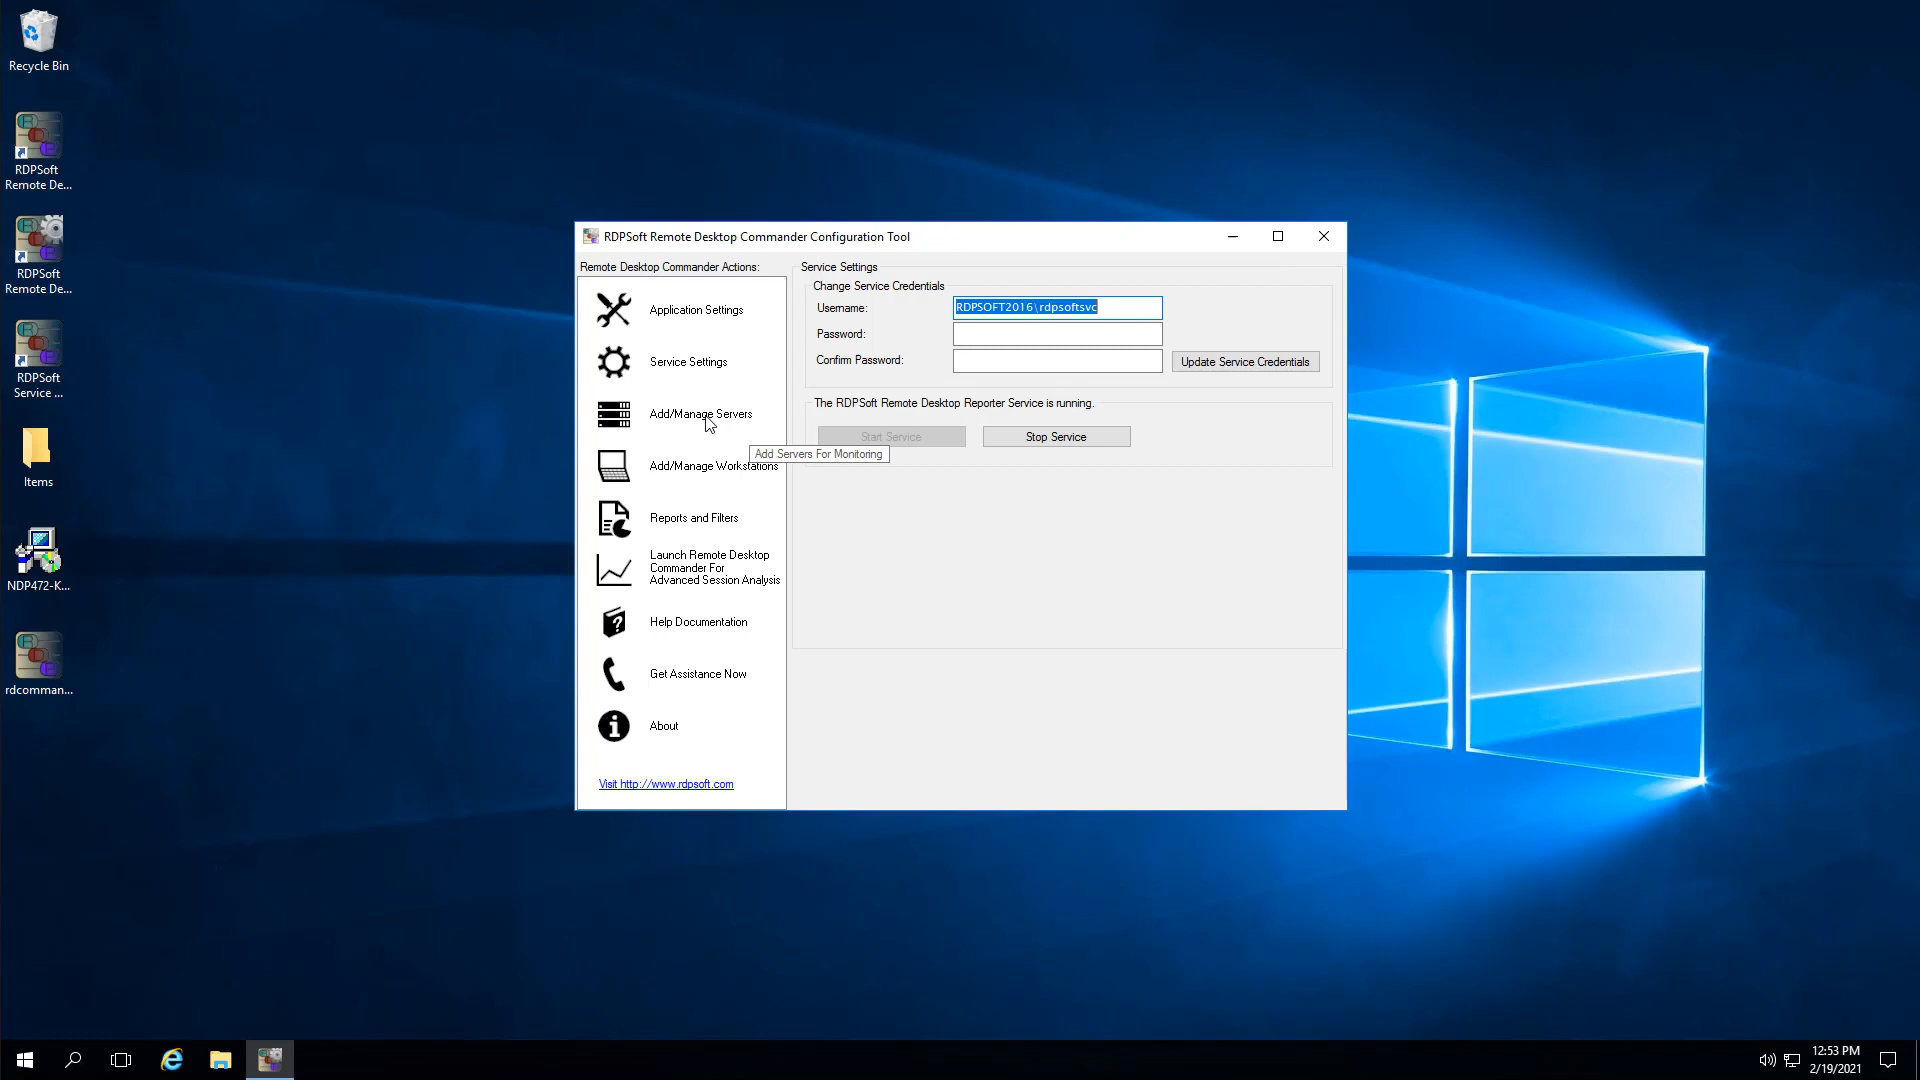 Recycle Bin
RDPSoft
Remote De...
RDPSoft
Remote De...
RDPSoft
Service ...
Items
NDP472-K...
rdcomman...
RDPSoft Remote Desktop Commander Configuration Tool
Remote Desktop Commander Actions:
Application Settings
Service Settings
Add/Manage Servers
Add/Manage Workstations
Reports and Filters
Launch Remote Desktop
Commander For
Advanced Session Analysis
Help Documentation
Get Assistance Now
About
Visit http://www.rdpsoft.com
Service Settings
Change Service Credentials
Username:
RDPSOFT2016\rdpsoftsvc
Password:
Confirm Password:
Update Service Credentials
The RDPSoft Remote Desktop Reporter Service is running.
Start Service
Stop Service
Add Servers For Monitoring
12:53 PM
2/19/2021